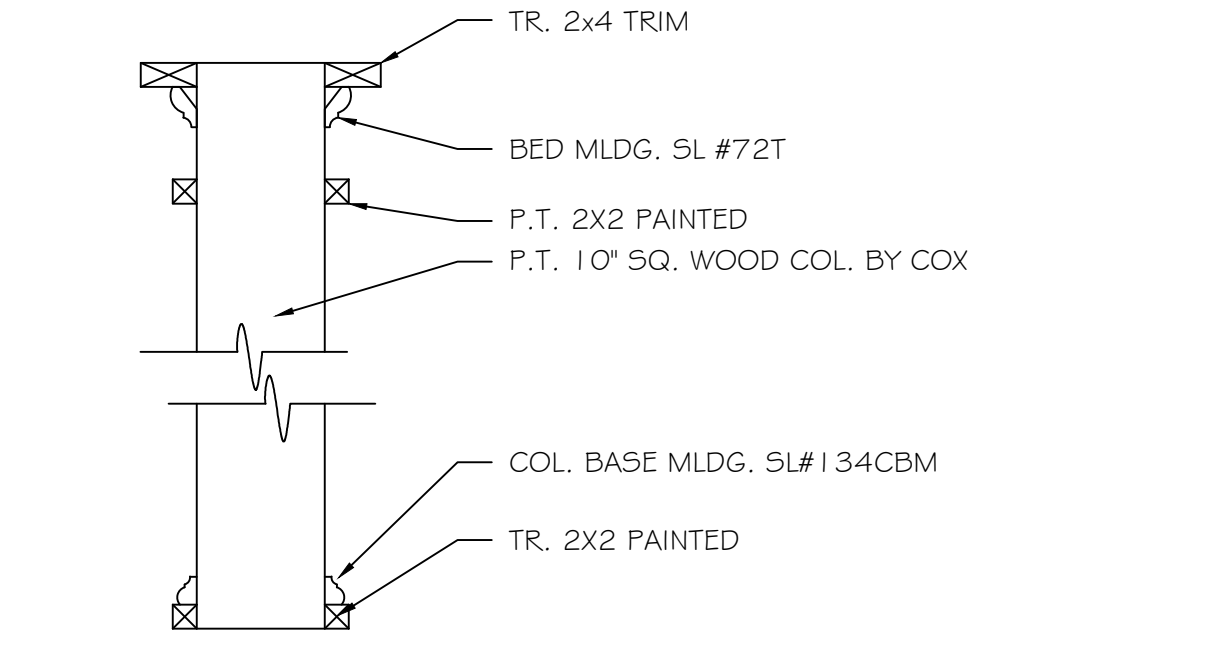 TR. 2x4 TRIM
BED MLDG. SL #72T
P.T. 2X2 PAINTED
P.T. 10" SQ. WOOD COL. BY COX
COL. BASE MLDG. SL#134CBM
TR. 2X2 PAINTED